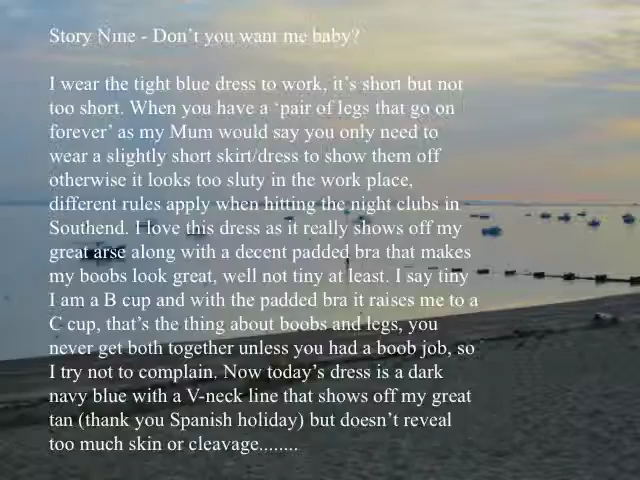 Story Nine - Don't you want me baby?
I wear the tight blue dress to work, it's short but not
too short. When you have a 'pair of legs that go on
forever' as my Mum would say you only need to
wear a slightly short skirt/dress to show them off
otherwise it looks too sluty in the work place,
different rules apply when hitting the night clubs in
Southend. I love this dress as it really shows off my
great arse along with a decent padded bra that makes
my boobs look great, well not tiny at least. I say tiny
I am a B cup and with the padded bra it raises me to a
C cup, that's the thing about boobs and legs, you
never get both together unless you had a boob job, so
I try not to complain. Now today's dress is a dark
navy blue with a V-neck line that shows off my great
tan (thank you Spanish holiday) but doesn't reveal
too much skin or cleavage........